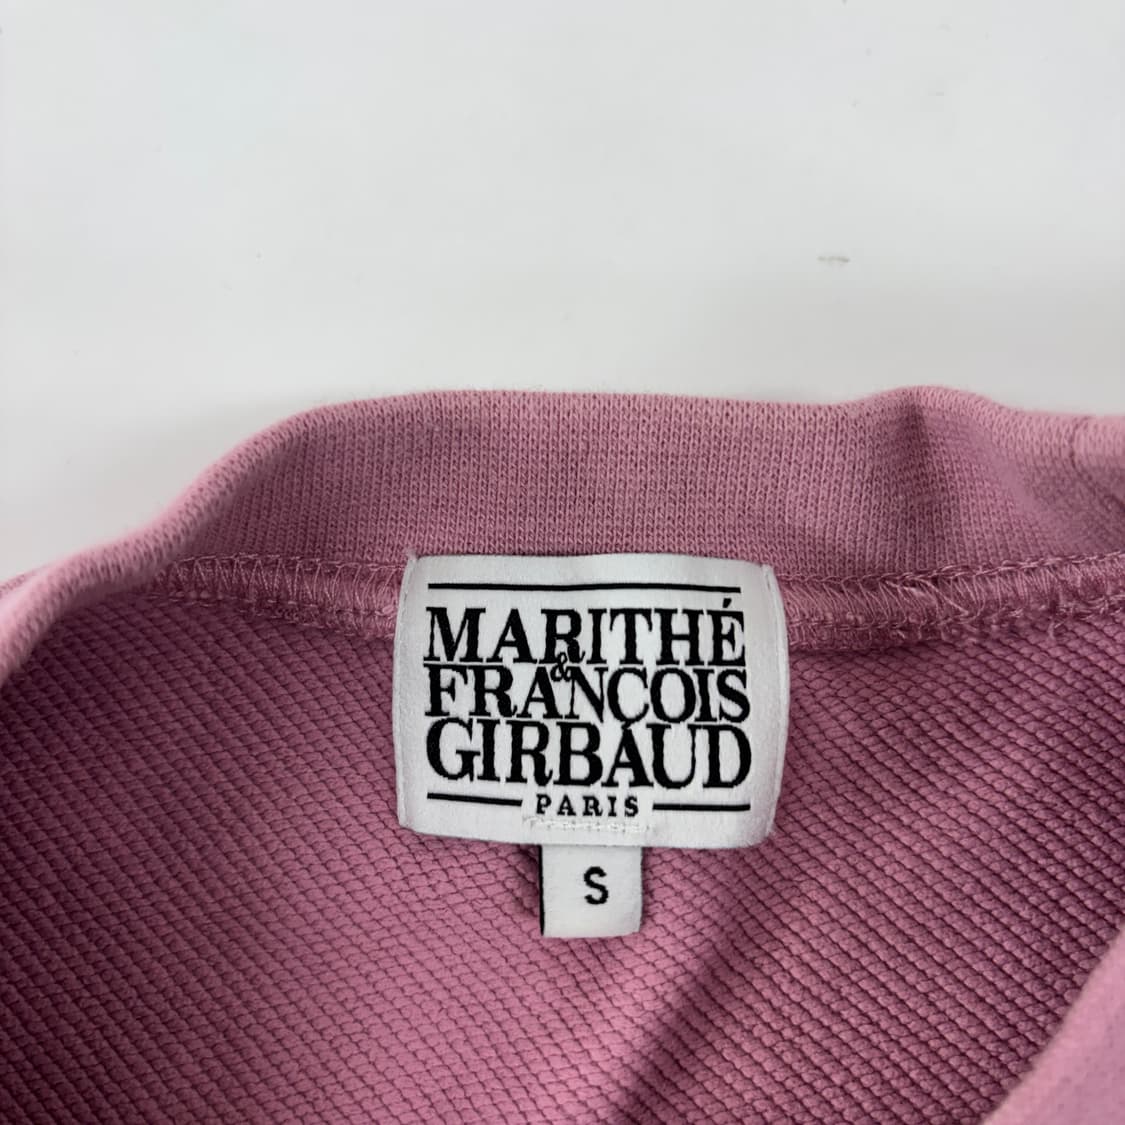 MARITHÉ
&
FRANÇOIS
GIRBAUD
PARIS
S